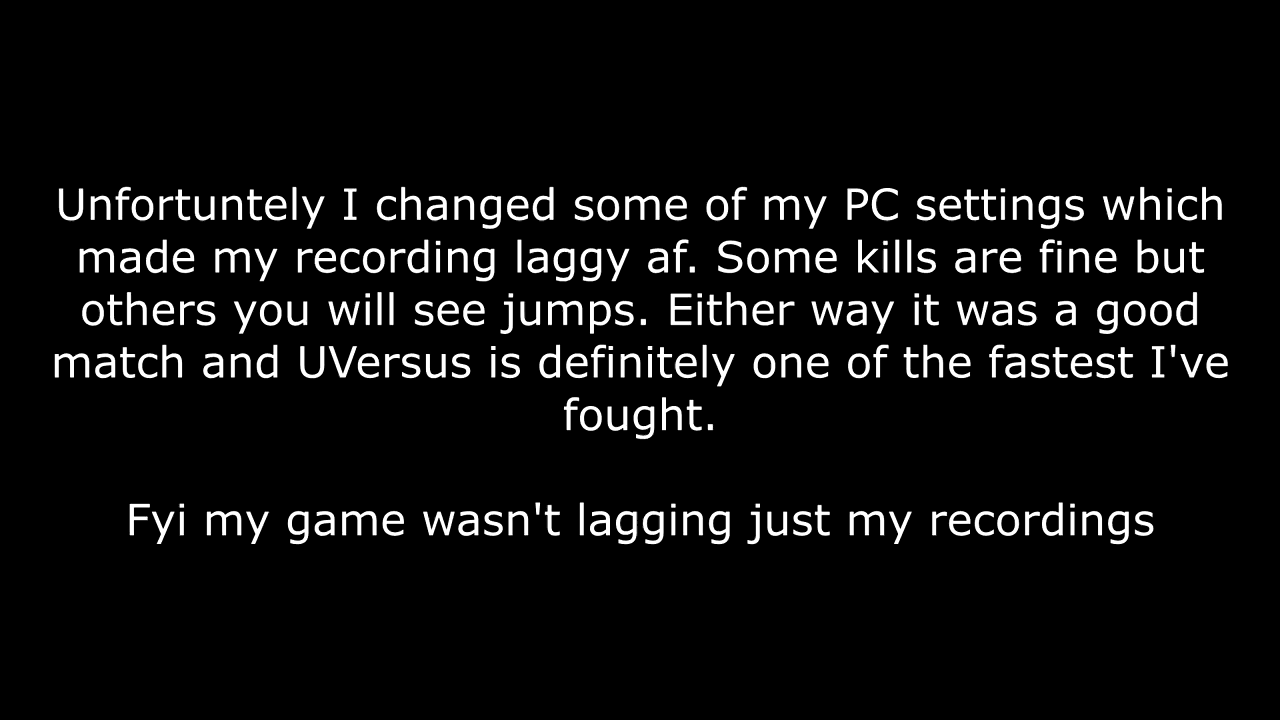 Unfortuntely I changed some of my PC settings which
made my recording laggy af. Some kills are fine but
others you will see jumps. Either way it was a good
match and UVersus is definitely one of the fastest I've
fought.
Fyi my game wasn't lagging just my recordings